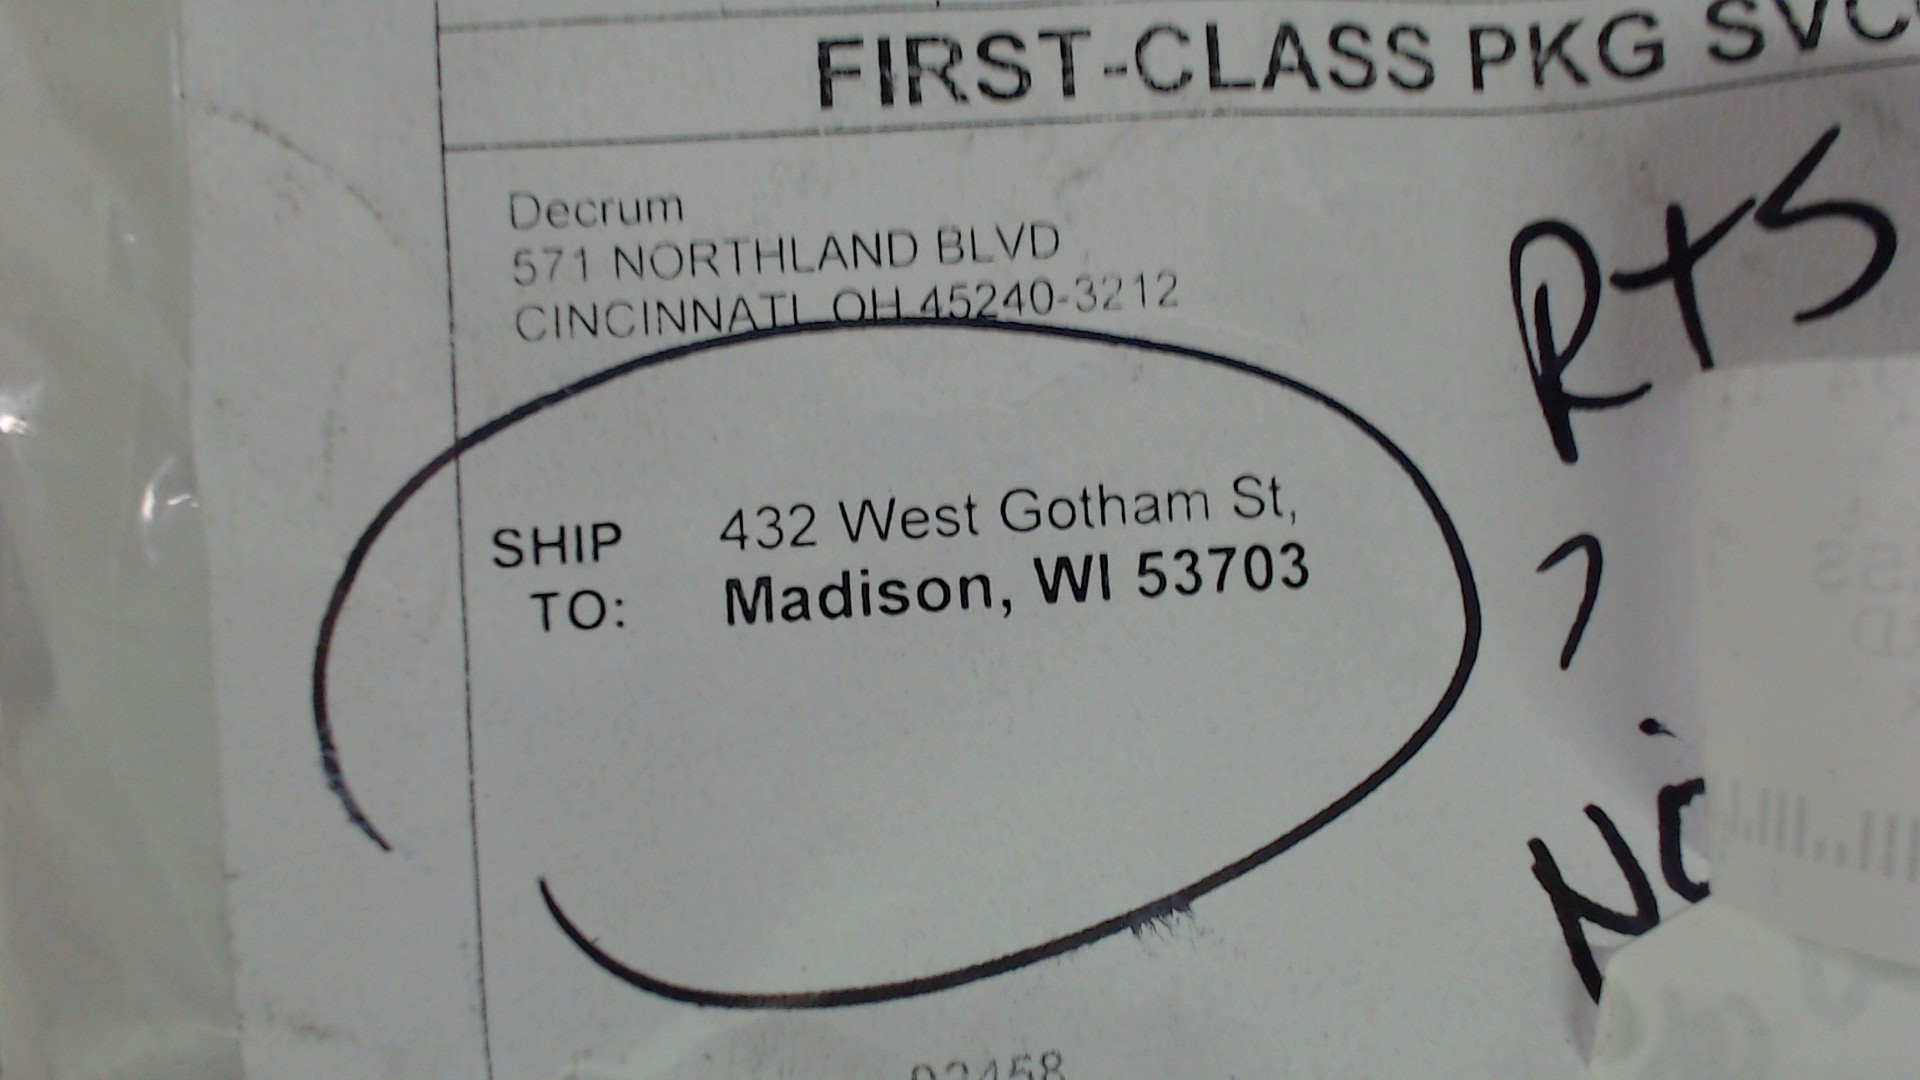 FIRST-CLASS PKG SVC
Decrum
571 NORTHLAND BLVD
CINCINNATI OH 45240-3212
RTS
SHIP TO:
432 West Gotham St,
Madison, WI 53703
?